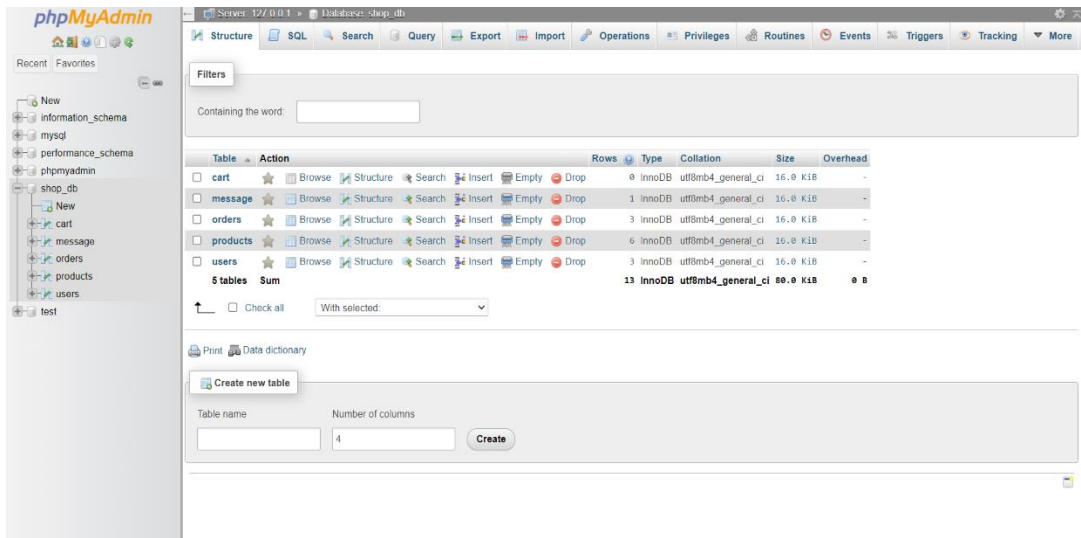 phpMyAdmin
Server: 127.0.0.1 » Database: shop_db
Structure SQL Search Query Export Import Operations Privileges Routines Events Triggers Tracking More
Recent Favorites
New
information_schema
mysql
performance_schema
phpmyadmin
shop_db
New
cart
message
orders
products
users
test
Filters
Containing the word:
Table Action Rows Type Collation Size Overhead
cart Browse Structure Search Insert Empty Drop 0 InnoDB utf8mb4_general_ci 16.0 KiB -
message Browse Structure Search Insert Empty Drop 1 InnoDB utf8mb4_general_ci 16.0 KiB -
orders Browse Structure Search Insert Empty Drop 3 InnoDB utf8mb4_general_ci 16.0 KiB -
products Browse Structure Search Insert Empty Drop 6 InnoDB utf8mb4_general_ci 16.0 KiB -
users Browse Structure Search Insert Empty Drop 3 InnoDB utf8mb4_general_ci 16.0 KiB -
5 tables Sum 13 InnoDB utf8mb4_general_ci 80.0 KiB 0 B
Check all With selected:
Print Data dictionary
Create new table
Table name Number of columns
4 Create